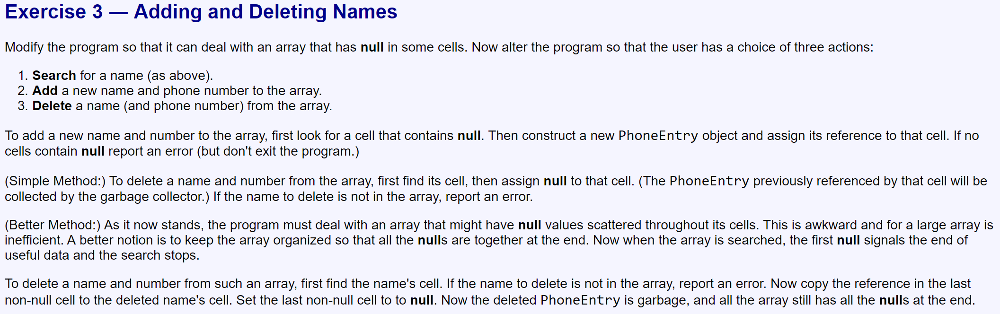 Exercise 3 — Adding and Deleting Names
Modify the program so that it can deal with an array that has null in some cells. Now alter the program so that the user has a choice of three actions:
1. Search for a name (as above).
2. Add a new name and phone number to the array.
3. Delete a name (and phone number) from the array.
To add a new name and number to the array, first look for a cell that contains null. Then construct a new PhoneEntry object and assign its reference to that cell. If no
cells contain null report an error (but don't exit the program.)
(Simple Method:) To delete a name and number from the array, first find its cell, then assign null to that cell. (The PhoneEntry previously referenced by that cell will be
collected by the garbage collector.) If the name to delete is not in the array, report an error.
(Better Method:) As it now stands, the program must deal with an array that might have null values scattered throughout its cells. This is awkward and for a large array is
inefficient. A better notion is to keep the array organized so that all the nulls are together at the end. Now when the array is searched, the first null signals the end of
useful data and the search stops.
To delete a name and number from such an array, first find the name's cell. If the name to delete is not in the array, report an error. Now copy the reference in the last
non-null cell to the deleted name's cell. Set the last non-null cell to to null. Now the deleted PhoneEntry is garbage, and all the array still has all the nulls at the end.